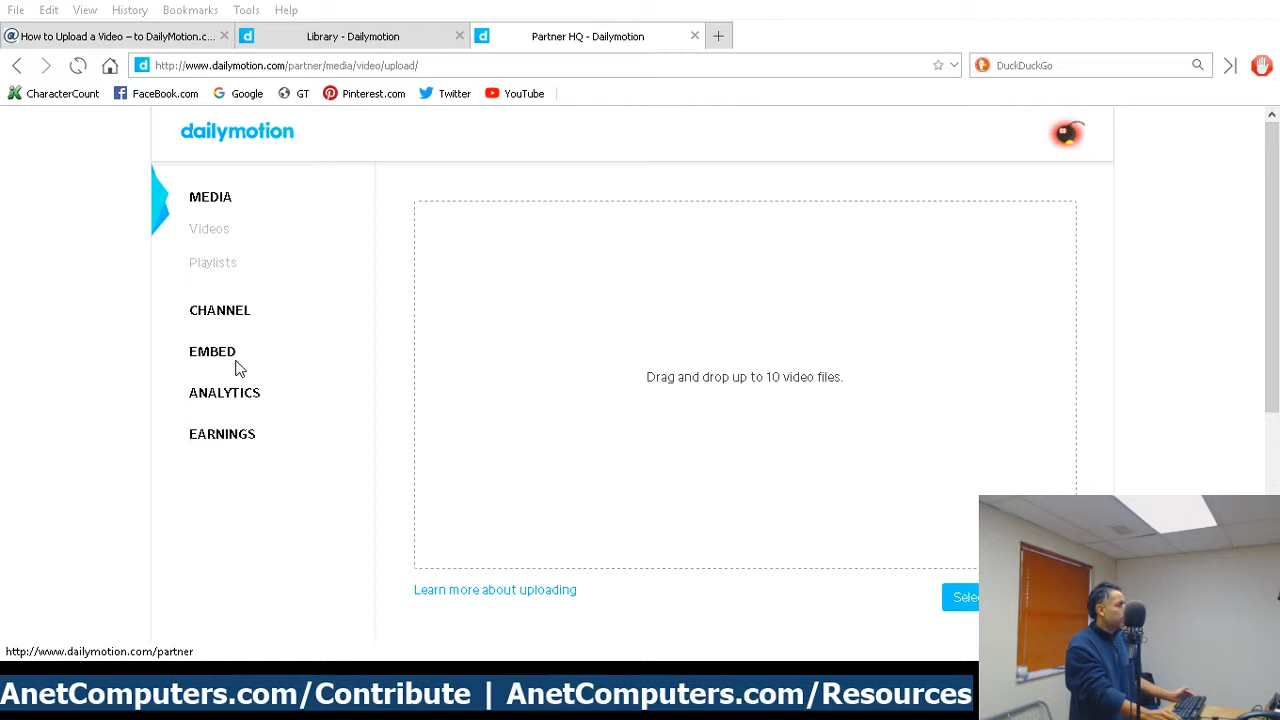 File Edit View History Bookmarks Tools Help
How to Upload a Video – to DailyMotion.c... Library - Dailymotion Partner HQ - Dailymotion
http://www.dailymotion.com/partner/media/video/upload/ DuckDuckGo
CharacterCount FaceBook.com Google GT Pinterest.com Twitter YouTube
dailymotion
MEDIA
Videos
Playlists
CHANNEL
EMBED
ANALYTICS
EARNINGS
Drag and drop up to 10 video files.
Learn more about uploading
http://www.dailymotion.com/partner
AnetComputers.com/Contribute | AnetComputers.com/Resources